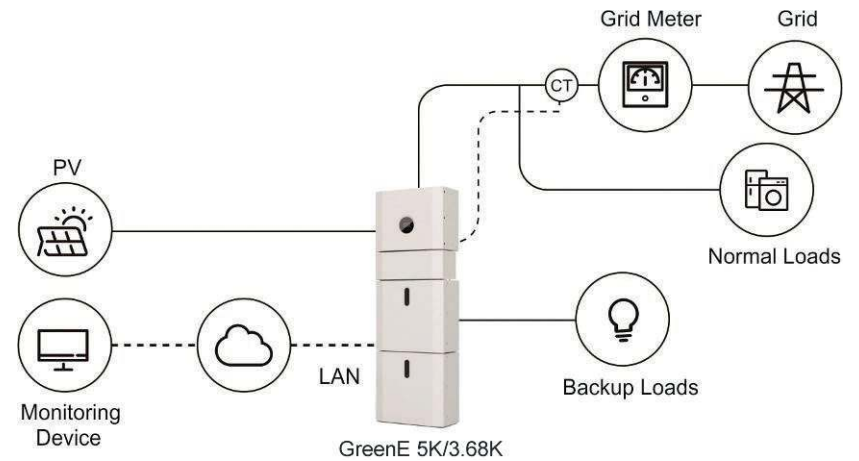 Grid Meter
Grid
CT
PV
Normal Loads
LAN
Backup Loads
Monitoring
Device
GreenE 5K/3.68K